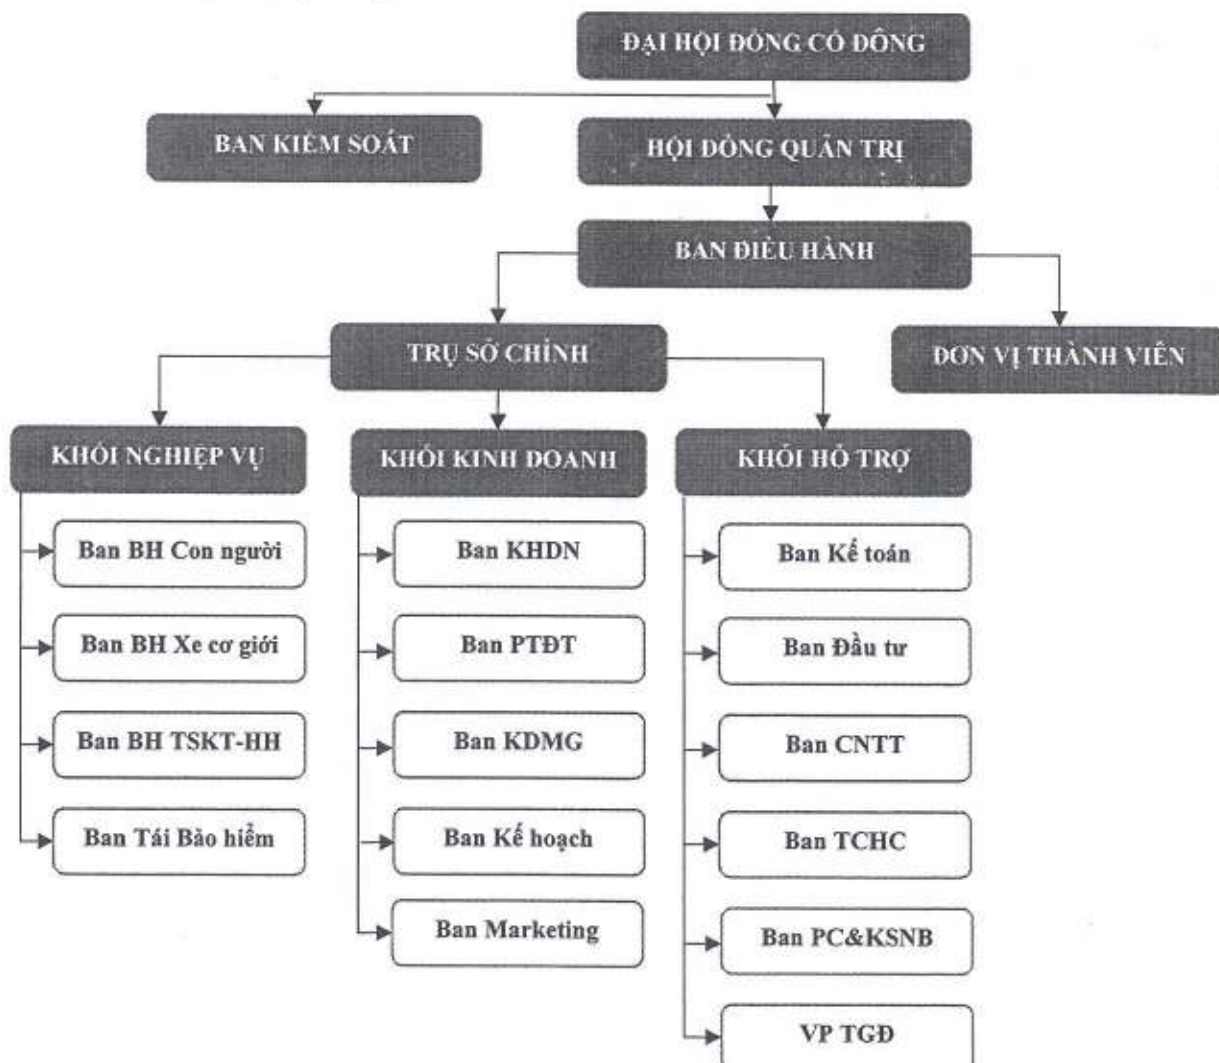 ĐẠI HỘI ĐỒNG CỔ ĐÔNG
BAN KIỂM SOÁT
HỘI ĐỒNG QUẢN TRỊ
BAN ĐIỀU HÀNH
TRỤ SỞ CHÍNH
ĐƠN VỊ THÀNH VIÊN
KHỐI NGHIỆP VỤ
KHỐI KINH DOANH
KHỐI HỖ TRỢ
Ban BH Con người
Ban BH Xe cơ giới
Ban BH TSKT-HH
Ban Tái Bảo hiểm
Ban KHDN
Ban PTĐT
Ban KDMG
Ban Kế hoạch
Ban Marketing
Ban Kế toán
Ban Đầu tư
Ban CNTT
Ban TCHC
Ban PC&KSNB
VP TGĐ